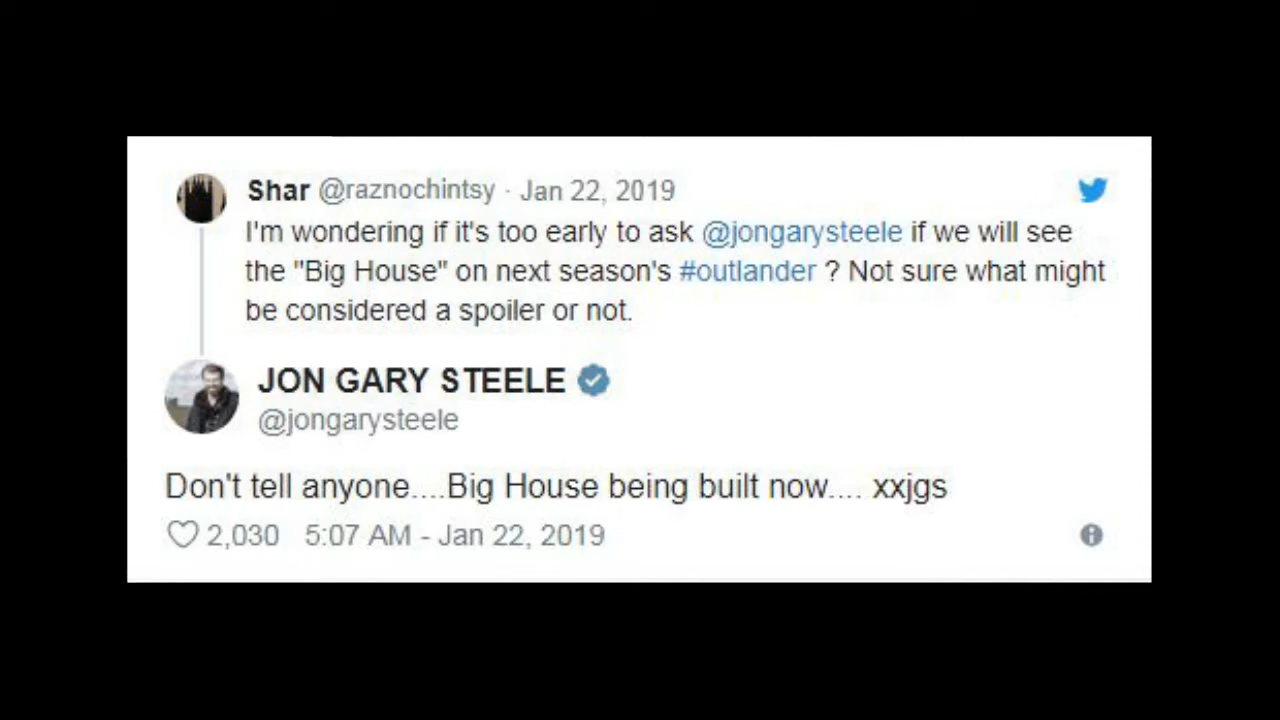 Shar @raznochintsy · Jan 22, 2019
I'm wondering if it's too early to ask @jongarysteele if we will see
the "Big House" on next season's #outlander ? Not sure what might
be considered a spoiler or not.
JON GARY STEELE
@jongarysteele
Don't tell anyone....Big House being built now.... xxjgs
2,030 5:07 AM - Jan 22, 2019